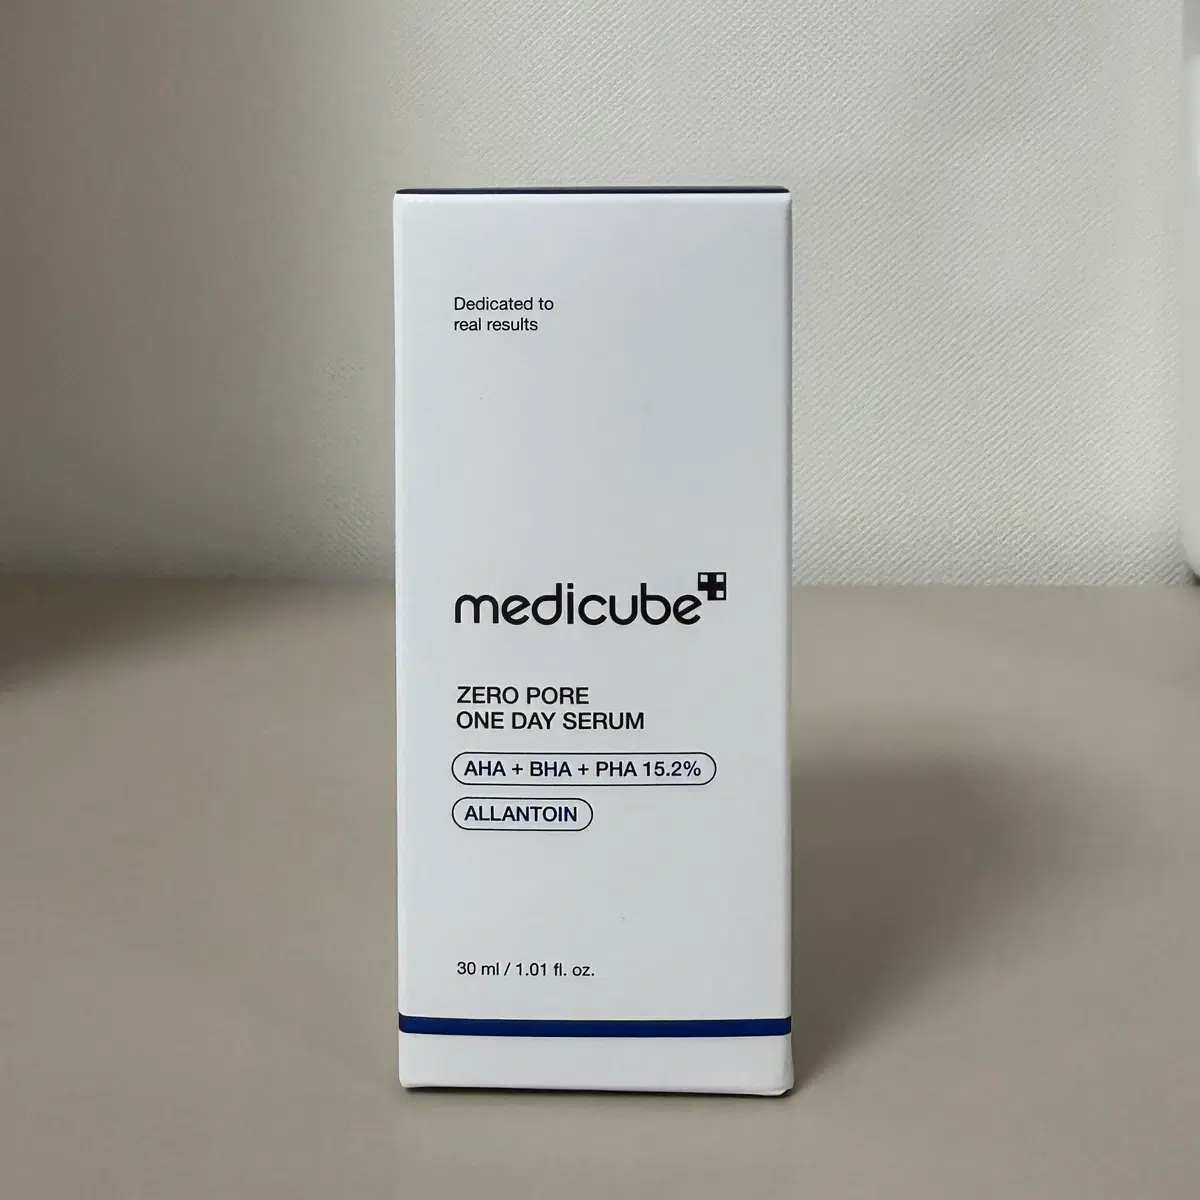 Dedicated to
real results
medicube
ZERO PORE
ONE DAY SERUM
AHA + BHA + PHA 15.2%
ALLANTOIN
30 ml / 1.01 fl. oz.